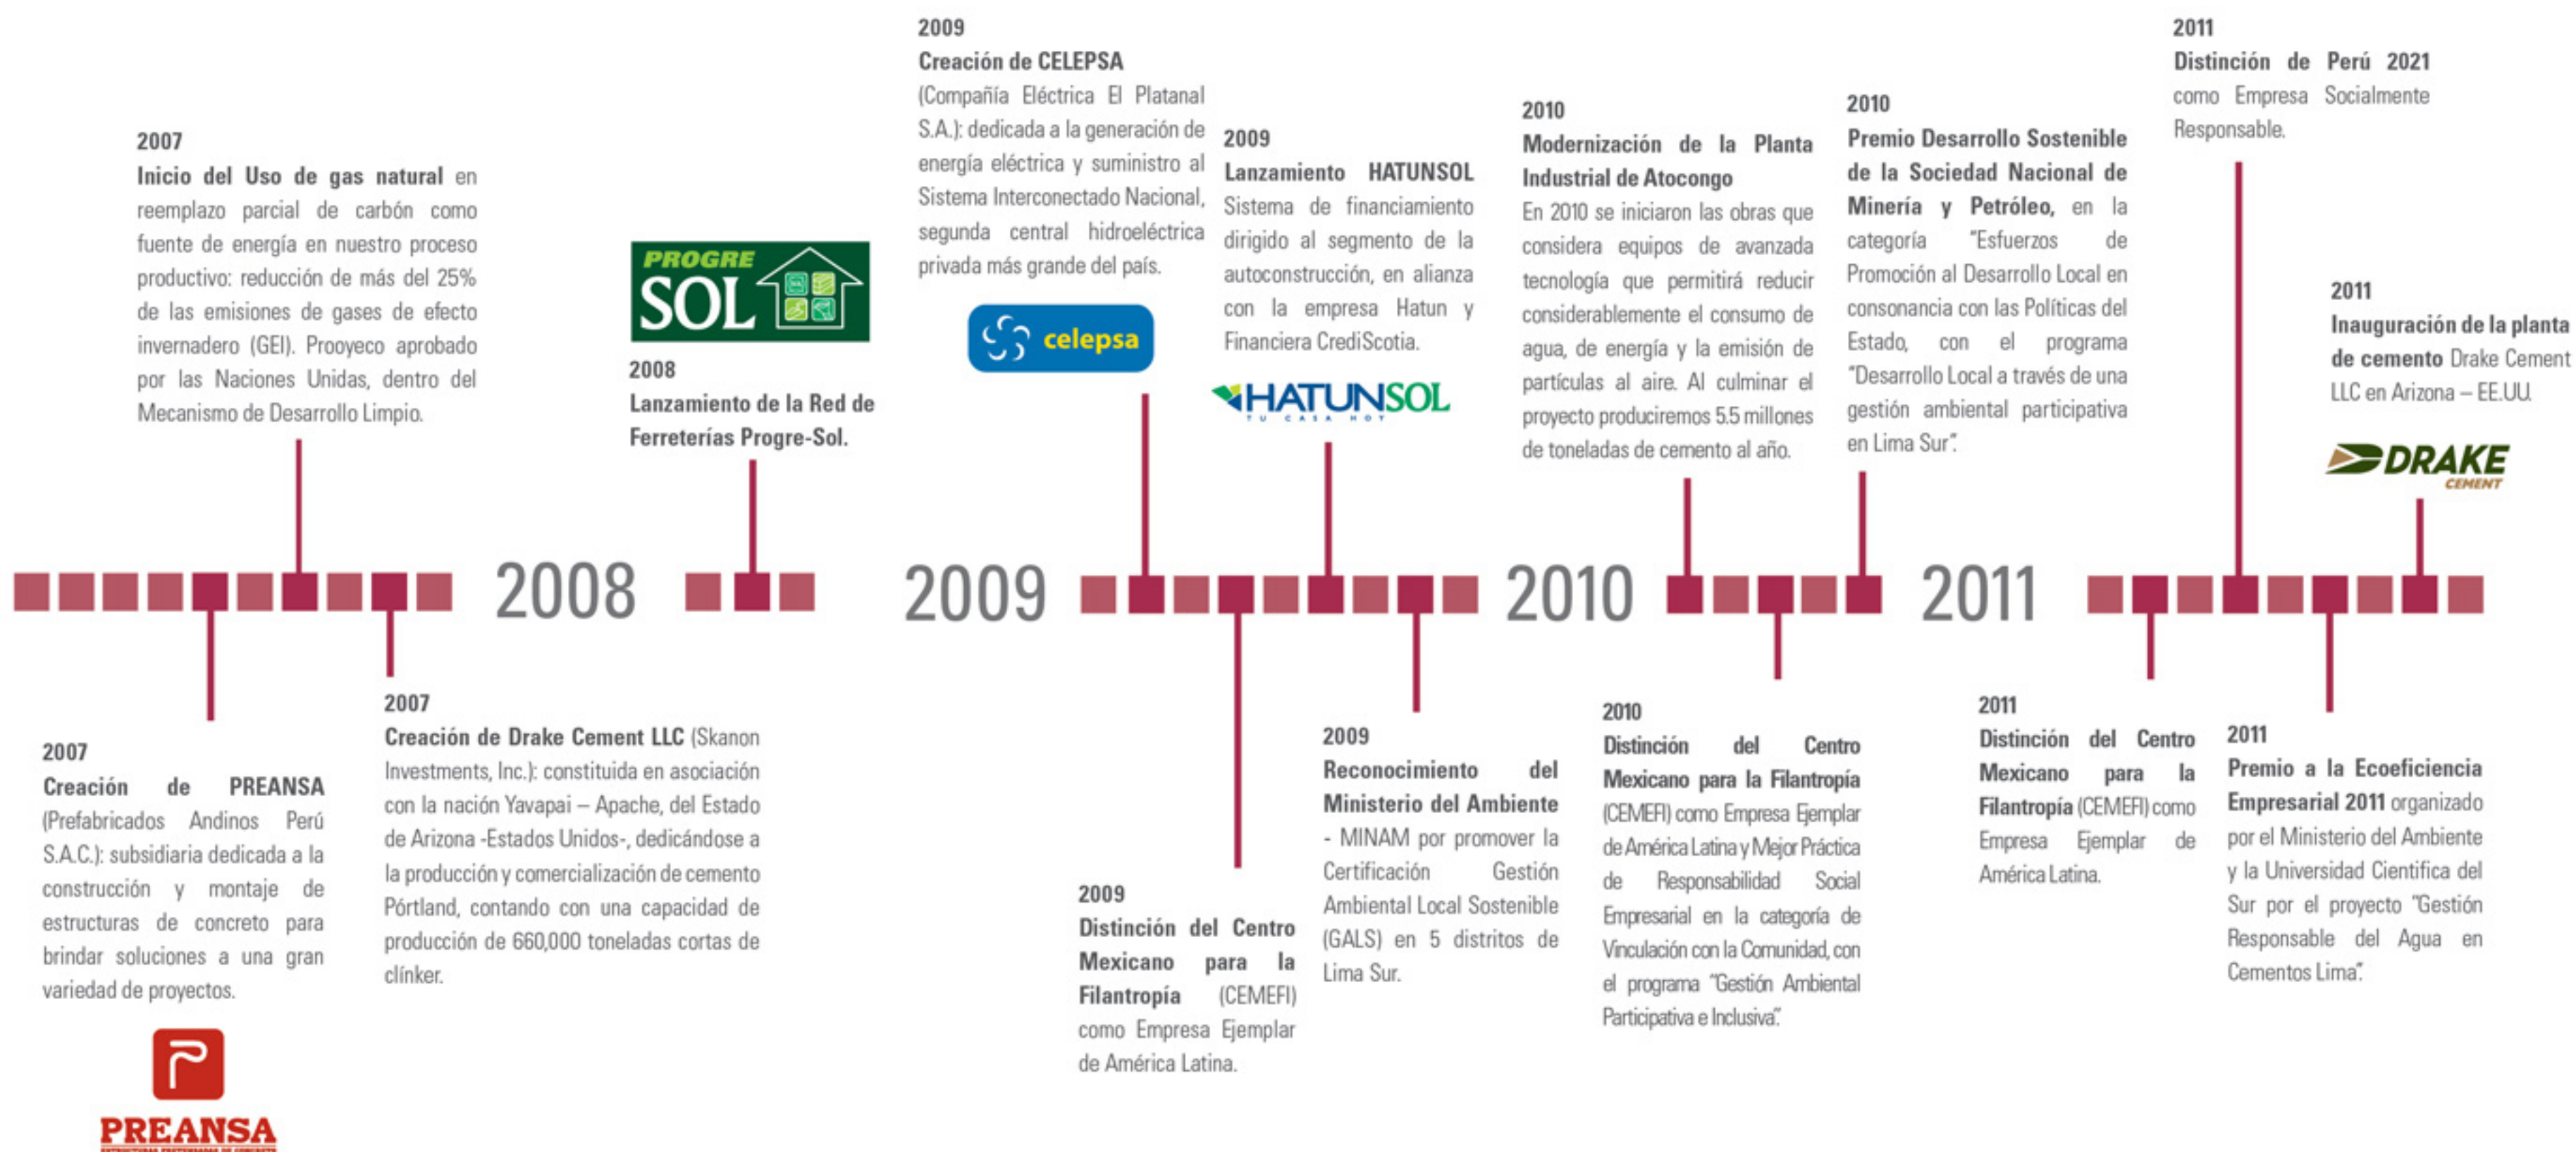 2007
Inicio del Uso de gas natural en
reemplazo parcial de carbón como
fuente de energía en nuestro proceso
productivo: reducción de más del 25%
de las emisiones de gases de efecto
invernadero (GEI). Prooyeco aprobado
por las Naciones Unidas, dentro del
Mecanismo de Desarrollo Limpio.
PROGRE
SOL
2008
Lanzamiento de la Red de
Ferreterías Progre-Sol.
2009
Creación de CELEPSA
(Compañía Eléctrica El Platanal
S.A.): dedicada a la generación de
energía eléctrica y suministro al
Sistema Interconectado Nacional,
segunda central hidroeléctrica
privada más grande del país.
celepsa
2009
Lanzamiento HATUNSOL
Sistema de financiamiento
dirigido al segmento de la
autoconstrucción, en alianza
con la empresa Hatun y
Financiera CrediScotia.
HATUNSOL
TU CASA HOY
2010
Modernización de la Planta
Industrial de Atocongo
En 2010 se iniciaron las obras que
considera equipos de avanzada
tecnología que permitirá reducir
considerablemente el consumo de
agua, de energía y la emisión de
partículas al aire. Al culminar el
proyecto produciremos 5.5 millones
de toneladas de cemento al año.
2010
Premio Desarrollo Sostenible
de la Sociedad Nacional de
Minería y Petróleo, en la
categoría "Esfuerzos de
Promoción al Desarrollo Local en
consonancia con las Políticas del
Estado, con el programa
"Desarrollo Local a través de una
gestión ambiental participativa
en Lima Sur".
2011
Distinción de Perú 2021
como Empresa Socialmente
Responsable.
2011
Inauguración de la planta
de cemento Drake Cement
LLC en Arizona – EE.UU.
DRAKE
CEMENT
2008
2009
2010
2011
2007
Creación de PREANSA
(Prefabricados Andinos Perú
S.A.C.): subsidiaria dedicada a la
construcción y montaje de
estructuras de concreto para
brindar soluciones a una gran
variedad de proyectos.
PREANSA
ESTRUCTURAS PRETENSADAS DE CONCRETO
2007
Creación de Drake Cement LLC (Skanon
Investments, Inc.): constituida en asociación
con la nación Yavapai – Apache, del Estado
de Arizona -Estados Unidos-, dedicándose a
la producción y comercialización de cemento
Pórtland, contando con una capacidad de
producción de 660,000 toneladas cortas de
clínker.
2009
Distinción del Centro
Mexicano para la
Filantropía (CEMEFI)
como Empresa Ejemplar
de América Latina.
2009
Reconocimiento del
Ministerio del Ambiente
- MINAM por promover la
Certificación Gestión
Ambiental Local Sostenible
(GALS) en 5 distritos de
Lima Sur.
2010
Distinción del Centro
Mexicano para la Filantropía
(CEMEFI) como Empresa Ejemplar
de América Latina y Mejor Práctica
de Responsabilidad Social
Empresarial en la categoría de
Vinculación con la Comunidad, con
el programa "Gestión Ambiental
Participativa e Inclusiva".
2011
Distinción del Centro
Mexicano para la
Filantropía (CEMEFI) como
Empresa Ejemplar de
América Latina.
2011
Premio a la Ecoeficiencia
Empresarial 2011 organizado
por el Ministerio del Ambiente
y la Universidad Cientifica del
Sur por el proyecto "Gestión
Responsable del Agua en
Cementos Lima".